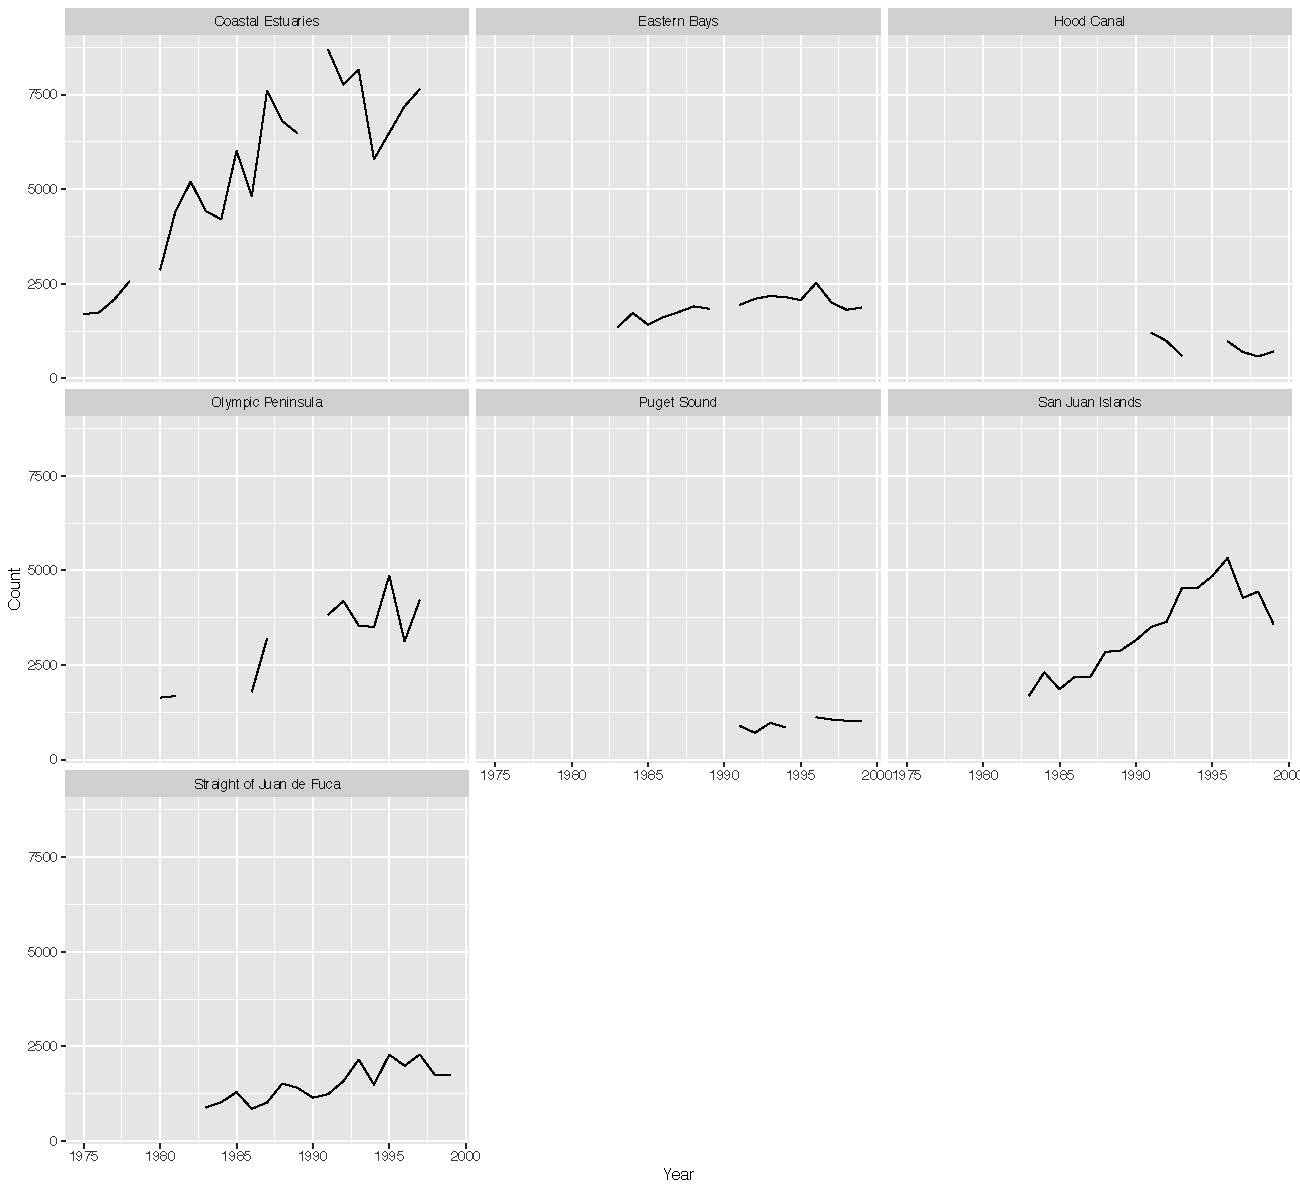 Coastal Estuaries
Eastern Bays
Hood Canal
7500
5000
2500
0
Olympic Peninsula
Puget Sound
San Juan Islands
Count
7500
5000
2500
0
1975 1980 1985 1990 1995 2000
1975 1980 1985 1990 1995 2000
Straight of Juan de Fuca
7500
5000
2500
0
1975 1980 1985 1990 1995 2000
Year